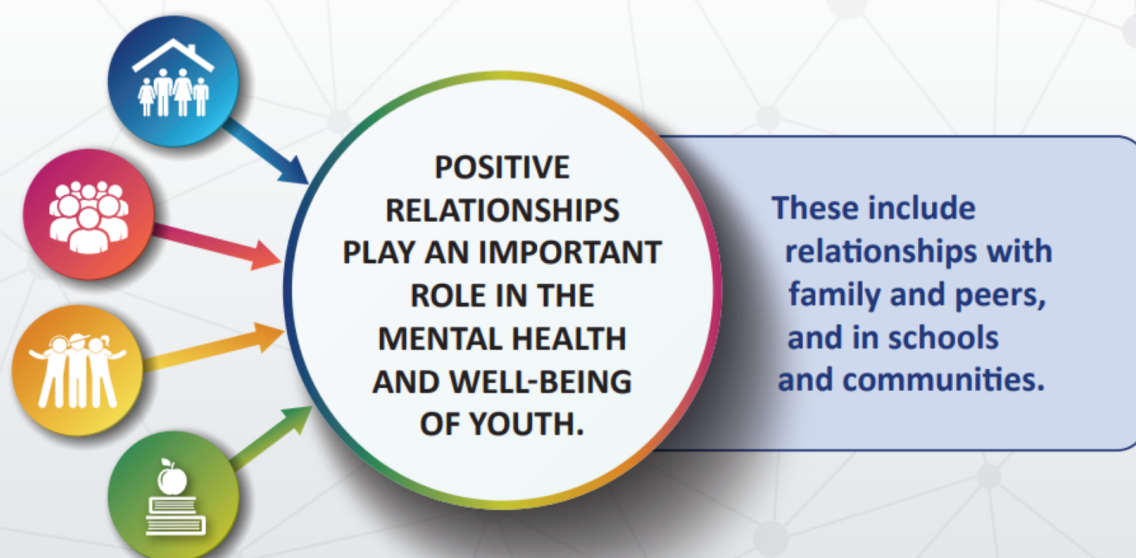 POSITIVE
RELATIONSHIPS
PLAY AN IMPORTANT
ROLE IN THE
MENTAL HEALTH
AND WELL-BEING
OF YOUTH.
These include
relationships with
family and peers,
and in schools
and communities.